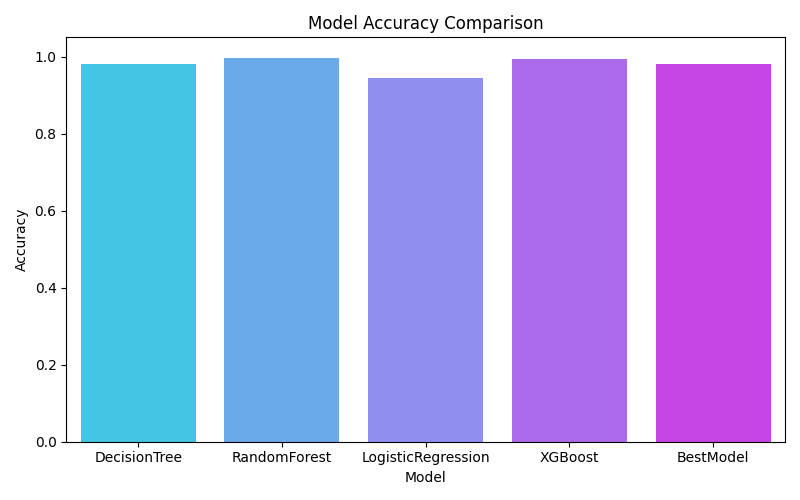 Model Accuracy Comparison
1.0
0.8
0.6
0.4
0.2
0.0
Accuracy
DecisionTree RandomForest LogisticRegression XGBoost BestModel
Model